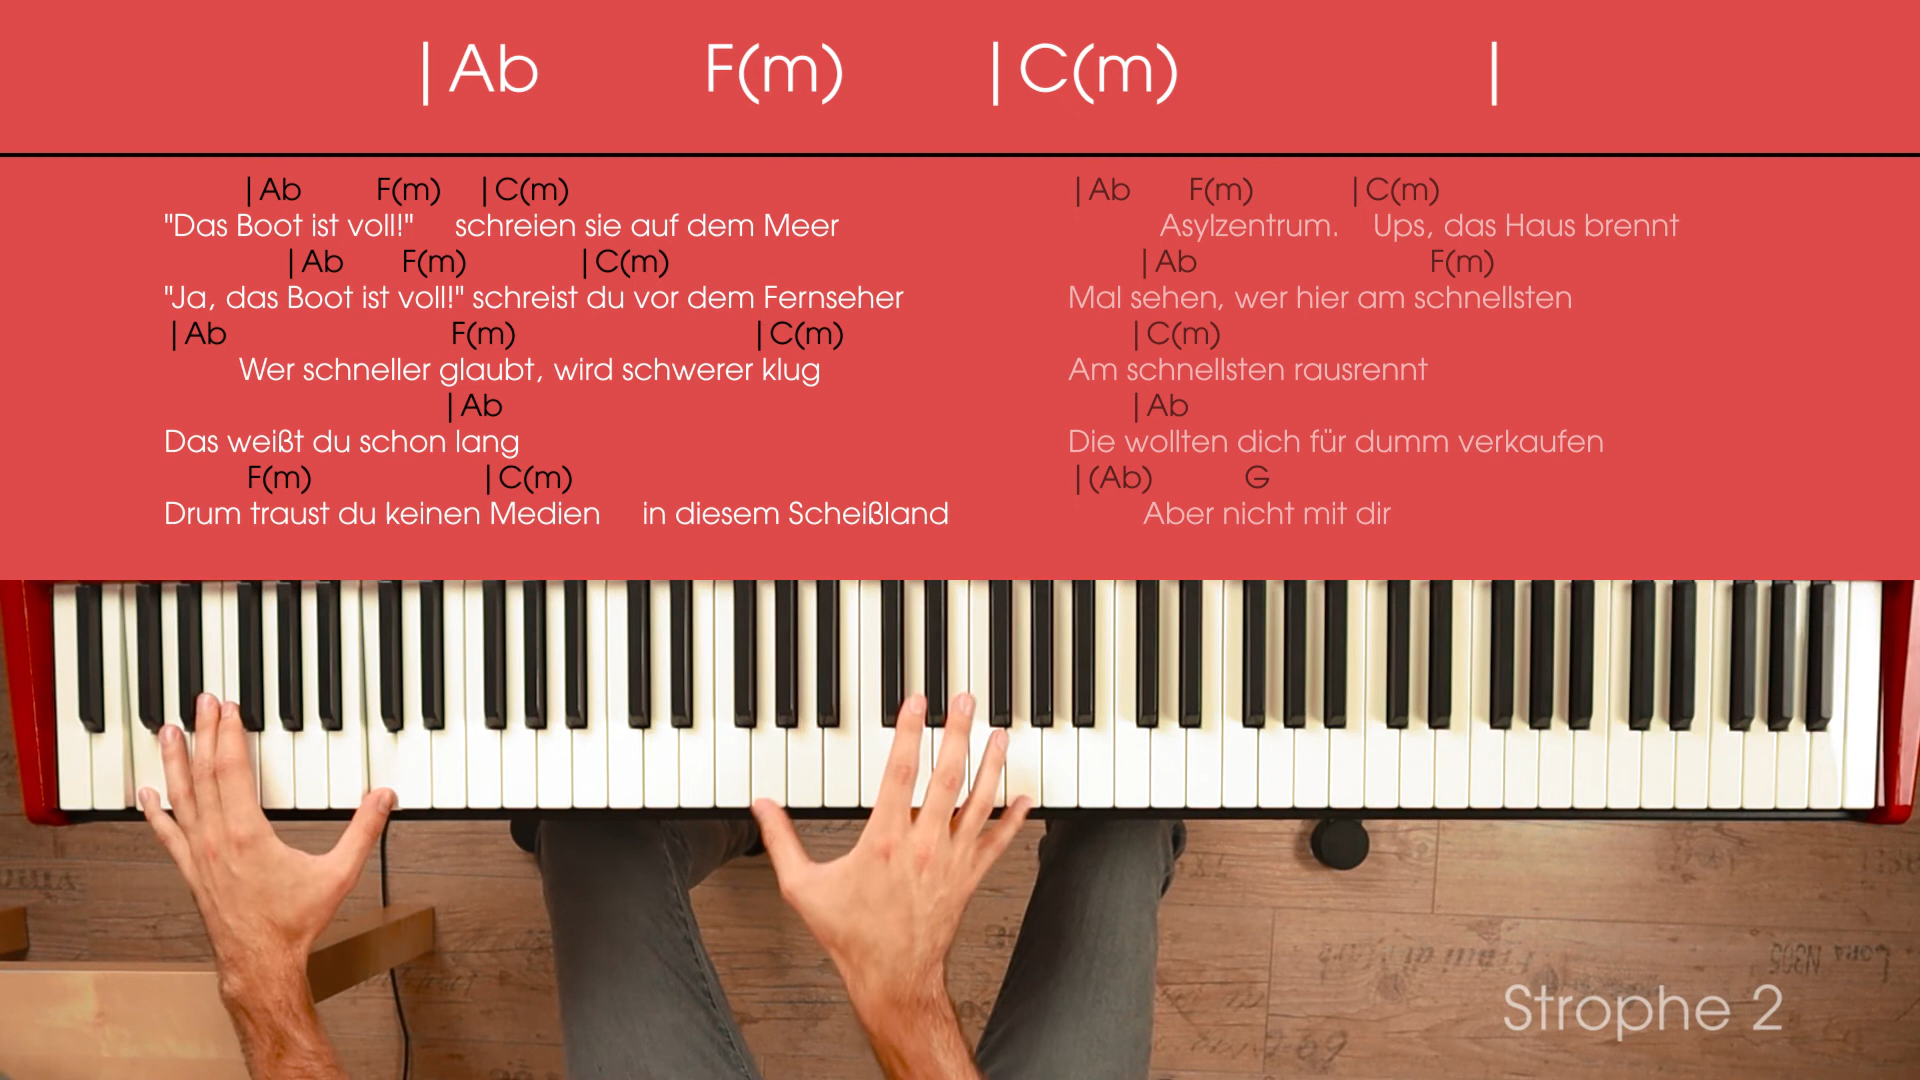 |Ab F(m) |C(m) |
|Ab F(m) |C(m)
"Das Boot ist voll!" schreien sie auf dem Meer
|Ab F(m) |C(m)
"Ja, das Boot ist voll!" schreist du vor dem Fernseher
|Ab F(m) |C(m)
Wer schneller glaubt, wird schwerer klug
|Ab
Das weißt du schon lang
F(m) |C(m)
Drum traust du keinen Medien in diesem Scheißland
|Ab F(m) |C(m)
Asylzentrum. Ups, das Haus brennt
|Ab F(m)
Mal sehen, wer hier am schnellsten
|C(m)
Am schnellsten rausrennt
|Ab
Die wollten dich für dumm verkaufen
|(Ab) G
Aber nicht mit dir
Strophe 2